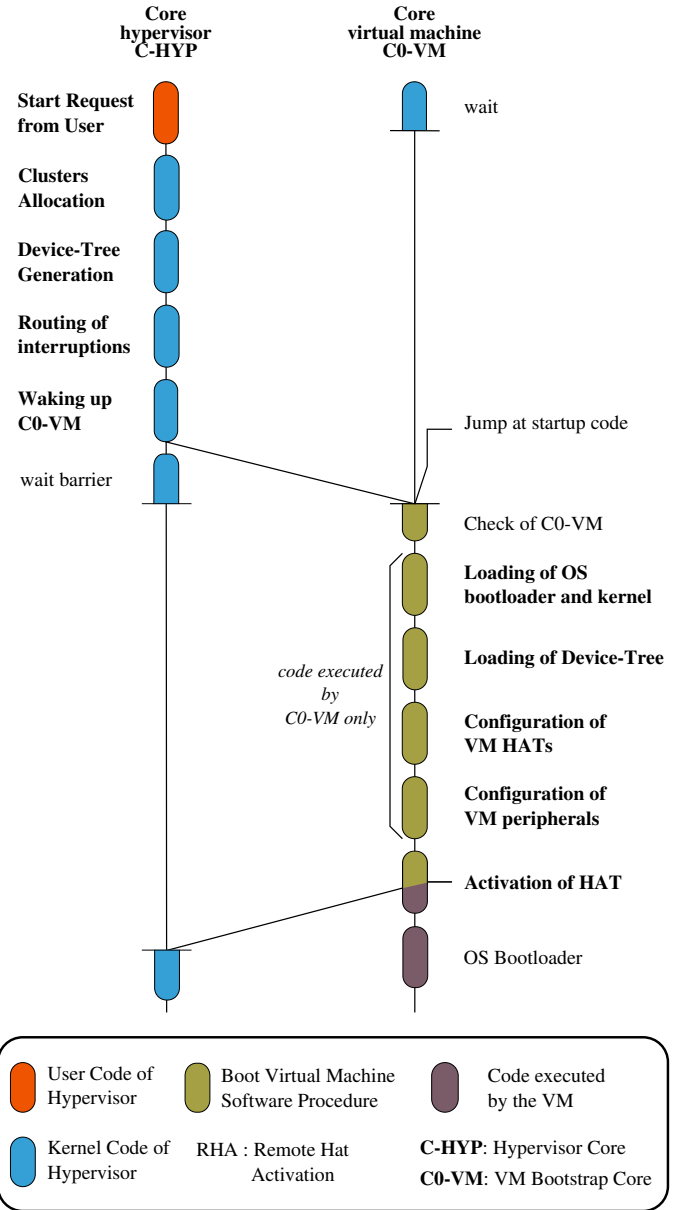 Core
hypervisor
C-HYP
Core
virtual machine
C0-VM
Start Request
from User
wait
Clusters
Allocation
Device-Tree
Generation
Routing of
interruptions
Waking up
C0-VM
Jump at startup code
wait barrier
Check of C0-VM
Loading of OS
bootloader and kernel
code executed
by
C0-VM only
Loading of Device-Tree
Configuration of
VM HATs
Configuration of
VM peripherals
Activation of HAT
OS Bootloader
User Code of
Hypervisor
Boot Virtual Machine
Software Procedure
Code executed
by the VM
Kernel Code of
Hypervisor
RHA : Remote Hat
Activation
C-HYP: Hypervisor Core
C0-VM: VM Bootstrap Core